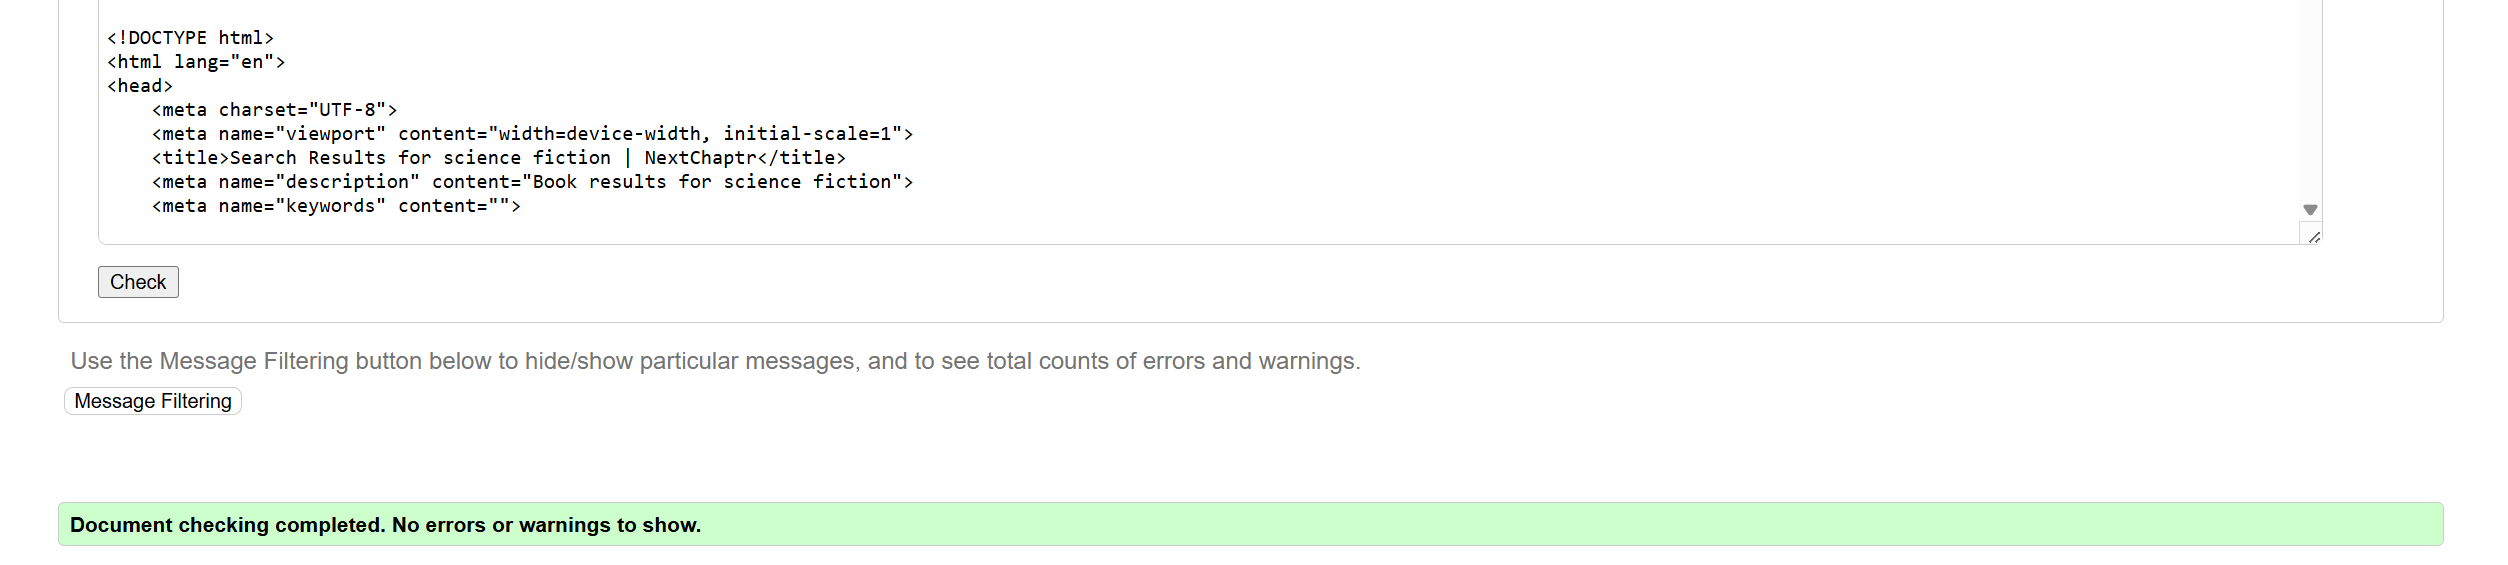 <!DOCTYPE html>
<html lang="en">
<head>
    <meta charset="UTF-8">
    <meta name="viewport" content="width=device-width, initial-scale=1">
    <title>Search Results for science fiction | NextChaptr</title>
    <meta name="description" content="Book results for science fiction">
    <meta name="keywords" content="">
Check
Use the Message Filtering button below to hide/show particular messages, and to see total counts of errors and warnings.
Message Filtering
Document checking completed. No errors or warnings to show.